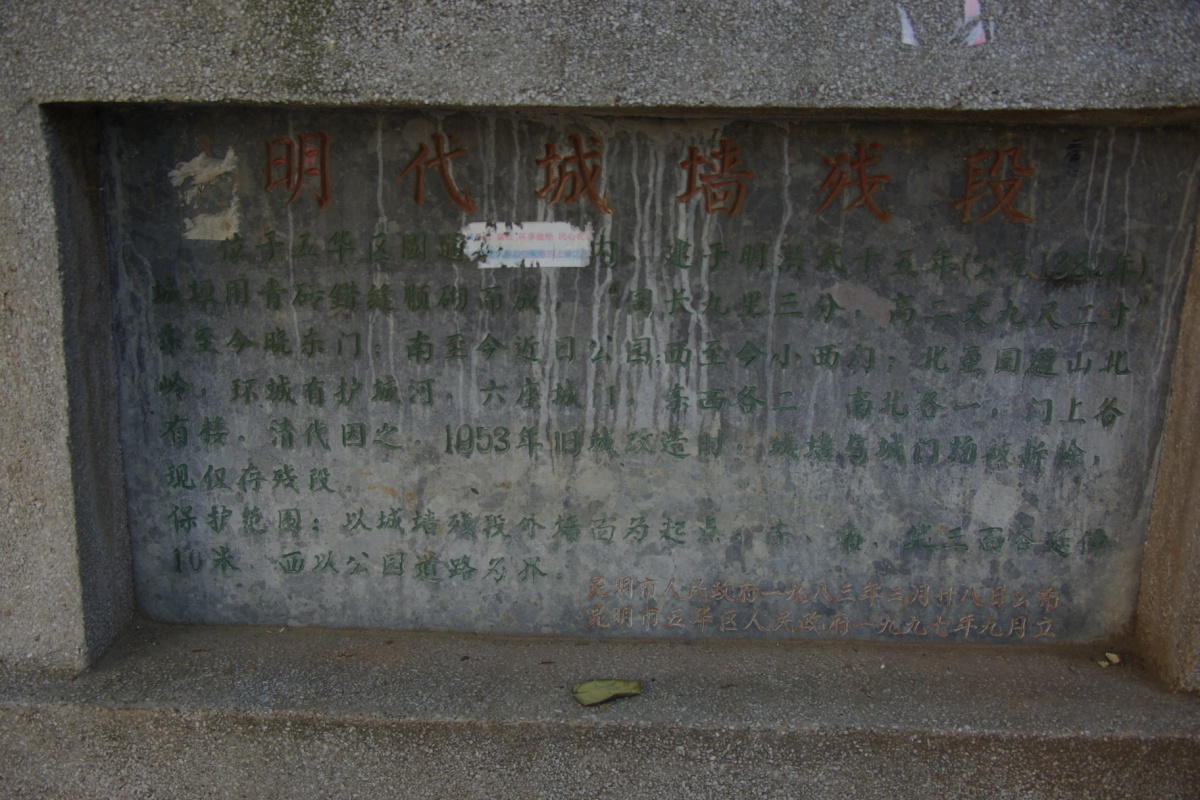 明代城墙残段
位于五华区圆通 内，建于明洪武十五年(公元1382年)
城墙用青砖错缝顺砌而成，"周长九里三分，高二丈九尺二寸"
东至今晓东门；南至今近日公园；西至今小西门；北至圆通山北
岭，环城有护城河，六座城门，东西各二，南北各一，门上各
有楼，清代因之，1953年旧城改造时，城墙与城门均被拆除，
现仅存残段。
保护范围：以城墙残段外墙面为起点，东、南、北三面各延伸
10米，西以公园道路为界。
昆明市人民政府一九八三年二月廿八日公布
昆明市五华区人民政府一九九七年九月立